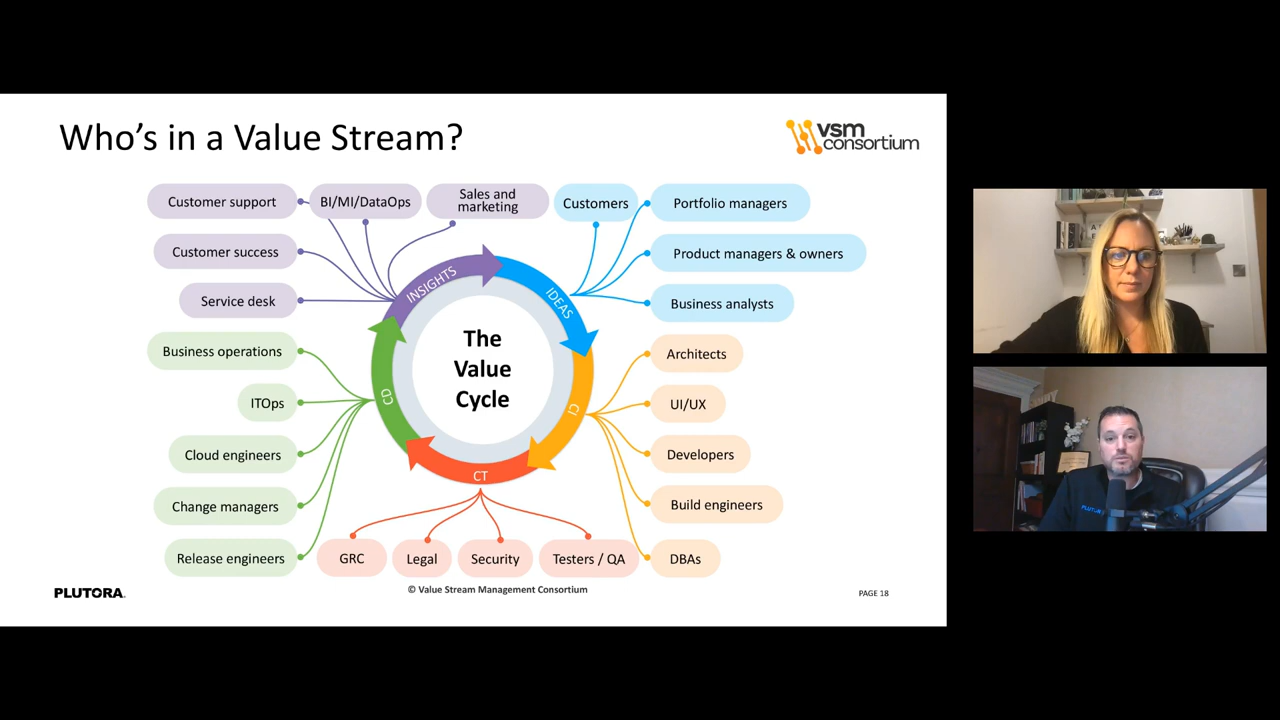 Who's in a Value Stream?
vsm
consortium
Customer support
BI/MI/DataOps
Sales and
marketing
Customers
Portfolio managers
Customer success
Product managers & owners
Service desk
Business analysts
INSIGHTS
IDEAS
The
Value
Cycle
Business operations
Architects
ITOps
CD
CI
UI/UX
Cloud engineers
Developers
CT
Change managers
Build engineers
Release engineers
GRC
Legal
Security
Testers / QA
DBAs
© Value Stream Management Consortium
PLUTORA
PAGE 18